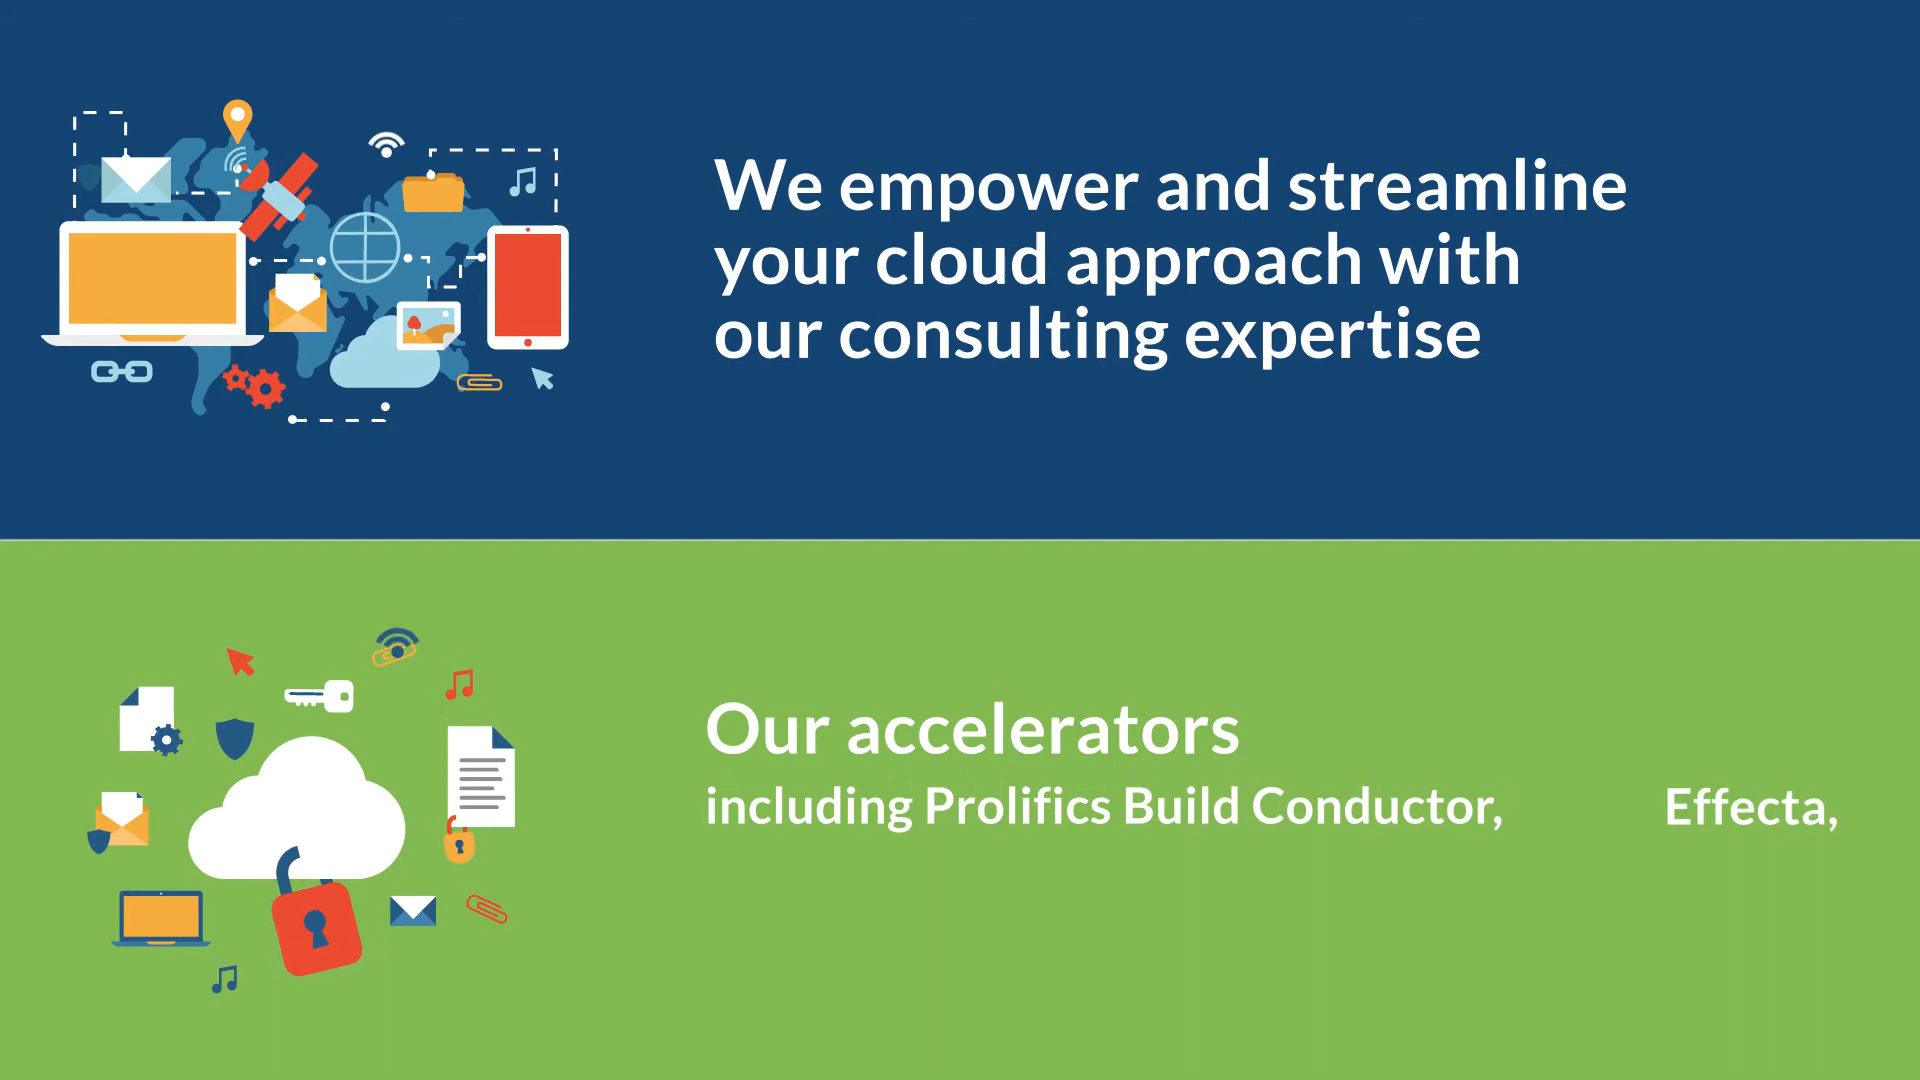 We empower and streamline
your cloud approach with
our consulting expertise
Our accelerators
including Prolifics Build Conductor, Effecta,